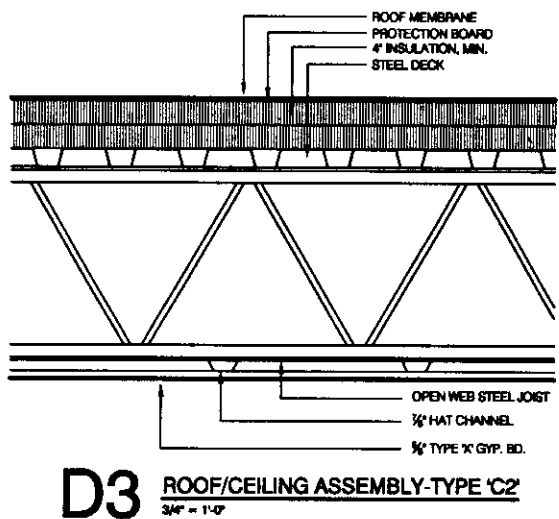 ROOF MEMBRANE
PROTECTION BOARD
4" INSULATION, MIN.
STEEL DECK
OPEN WEB STEEL JOIST
⅞" HAT CHANNEL
⅝" TYPE 'X' GYP. BD.
D3 ROOF/CEILING ASSEMBLY-TYPE 'C2'
3/4" = 1'-0"